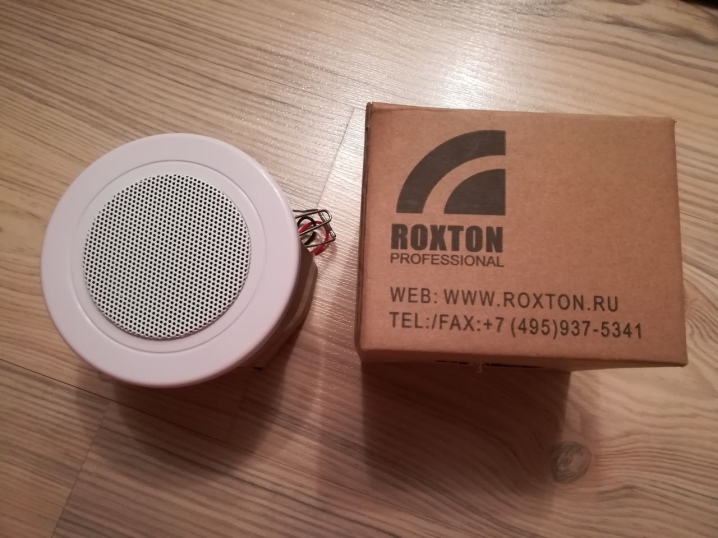 ROXTON
PROFESSIONAL
WEB: WWW.ROXTON.RU
TEL:/FAX:+7 (495)937-5341